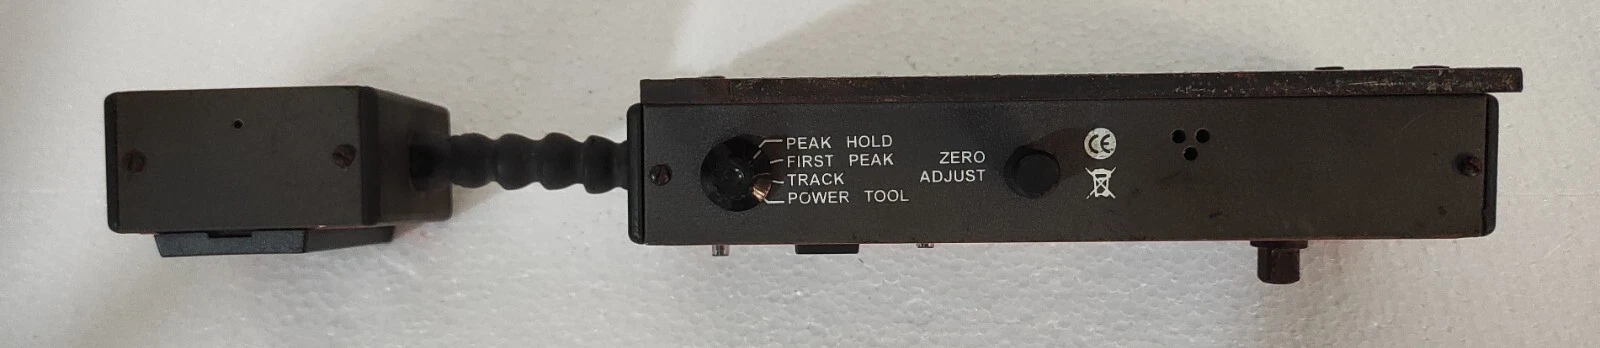 PEAK HOLD
FIRST PEAK
TRACK
POWER TOOL
ZERO
ADJUST
CE